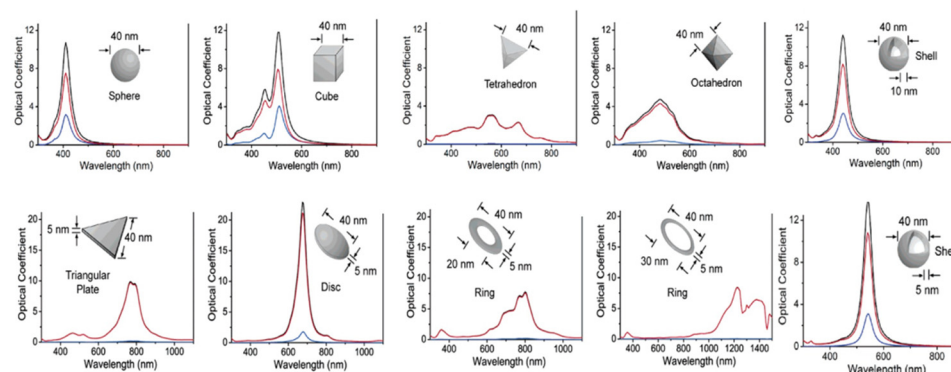 12
8
4
0
Optical Coefficient
40 nm
Sphere
400 600 800
Wavelength (nm)
12
8
4
0
Optical Coefficient
40 nm
Cube
400 600 800
Wavelength (nm)
12
8
4
0
Optical Coefficient
40 nm
Tetrahedron
400 600 800
Wavelength (nm)
12
8
4
0
Optical Coefficient
40 nm
Octahedron
400 600 800
Wavelength (nm)
12
8
4
0
Optical Coefficient
40 nm
Shell
10 nm
400 600 800
Wavelength (nm)
20
15
10
5
0
Optical Coefficient
5 nm
40 nm
Triangular
Plate
400 600 800 1000
Wavelength (nm)
20
15
10
5
0
Optical Coefficient
40 nm
5 nm
Disc
400 600 800 1000
Wavelength (nm)
20
15
10
5
0
Optical Coefficient
40 nm
20 nm
5 nm
Ring
400 600 800 1000
Wavelength (nm)
20
15
10
5
0
Optical Coefficient
40 nm
30 nm
5 nm
Ring
400 600 800 1000 1200 1400
Wavelength (nm)
12
8
4
0
Optical Coefficient
40 nm
She
5 nm
400 600 800
Wavelength (nm)